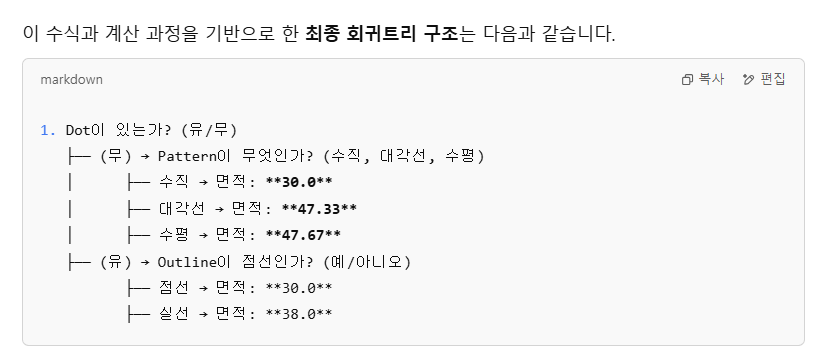 이 수식과 계산 과정을 기반으로 한 최종 회귀트리 구조는 다음과 같습니다.
markdown 복사 편집
1. Dot이 있는가? (유/무)
├── (무) → Pattern이 무엇인가? (수직, 대각선, 수평)
│ ├── 수직 → 면적: **30.0**
│ ├── 대각선 → 면적: **47.33**
│ ├── 수평 → 면적: **47.67**
├── (유) → Outline이 점선인가? (예/아니오)
├── 점선 → 면적: **30.0**
├── 실선 → 면적: **38.0**